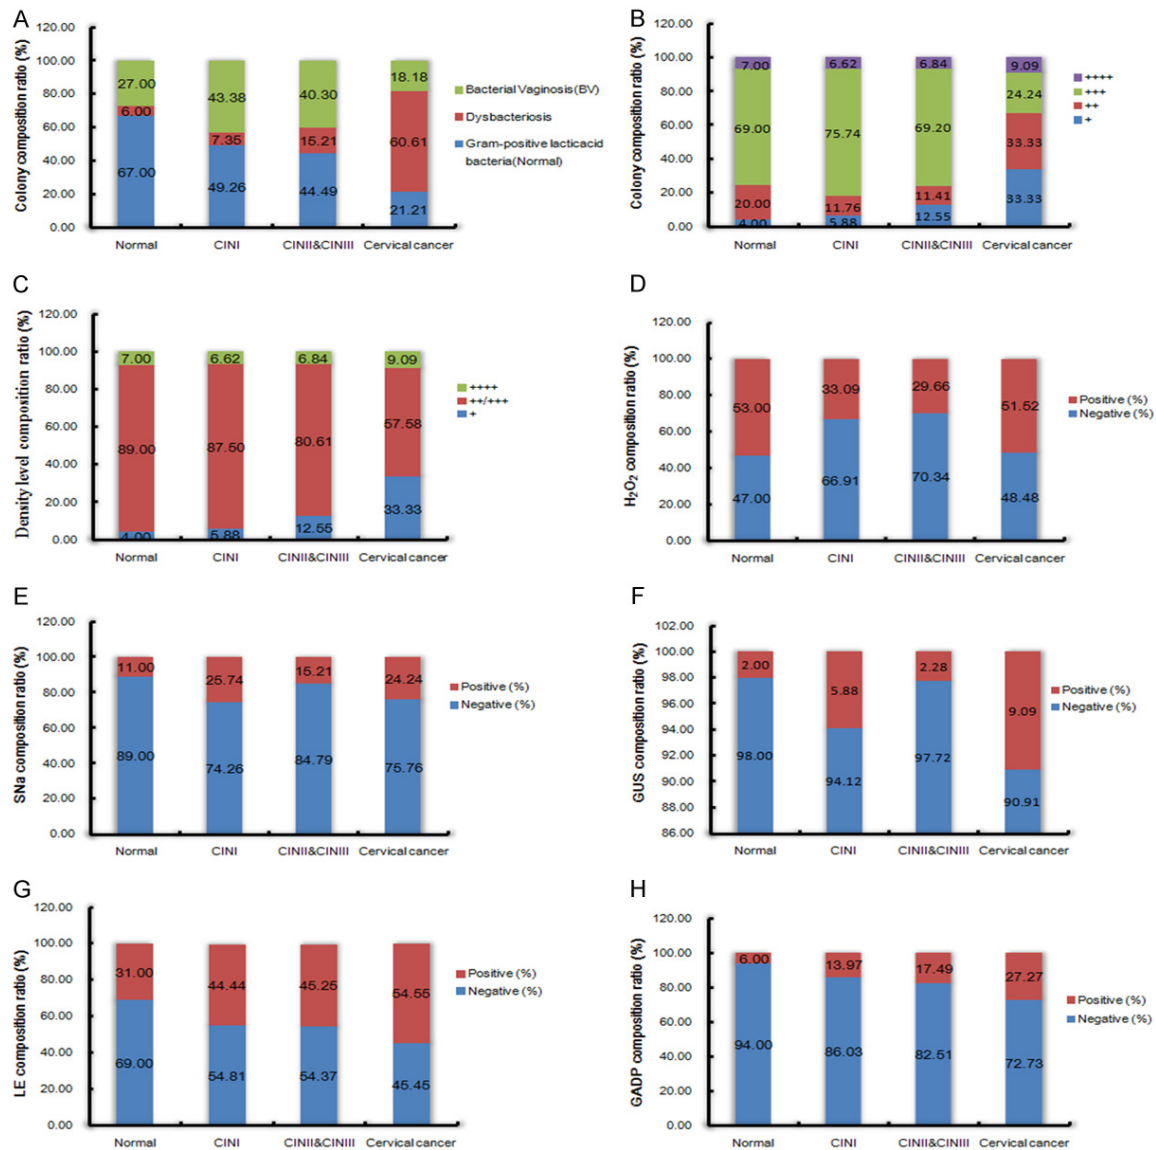 A
Colony composition ratio (%)
120.00
100.00
80.00
60.00
40.00
20.00
0.00
27.00
6.00
67.00
43.38
7.35
49.26
40.30
15.21
44.49
18.18
60.61
21.21
Normal
CINI
CINII&CINIII
Cervical cancer
Bacterial Vaginosis(BV)
Dysbacteriosis
Gram-positive lacticacid
bacteria(Normal)
B
Colony composition ratio (%)
120.00
100.00
80.00
60.00
40.00
20.00
0.00
7.00
69.00
20.00
4.00
6.62
75.74
11.76
5.88
6.84
69.20
11.41
12.55
9.09
24.24
33.33
33.33
Normal
CINI
CINII&CINIII
Cervical cancer
++++
+++
++
+
C
Density level composition ratio (%)
120.00
100.00
80.00
60.00
40.00
20.00
0.00
7.00
89.00
4.00
6.62
87.50
5.88
6.84
80.61
12.55
9.09
57.58
33.33
Normal
CINI
CINII&CINIII
Cervical cancer
++++
++/+++
+
D
H₂O₂ composition ratio (%)
120.00
100.00
80.00
60.00
40.00
20.00
0.00
53.00
47.00
33.09
66.91
29.66
70.34
51.52
48.48
Normal
CINI
CINII&CINIII
Cervical cancer
Positive (%)
Negative (%)
E
SNa composition ratio (%)
120.00
100.00
80.00
60.00
40.00
20.00
0.00
11.00
89.00
25.74
74.26
15.21
84.79
24.24
75.76
Normal
CINI
CINII&CINIII
Cervical cancer
Positive (%)
Negative (%)
F
GUS composition ratio (%)
102.00
100.00
98.00
96.00
94.00
92.00
90.00
88.00
86.00
2.00
98.00
5.88
94.12
2.28
97.72
9.09
90.91
Normal
CINI
CINII&CINIII
Cervical cancer
Positive (%)
Negative (%)
G
LE composition ratio (%)
120.00
100.00
80.00
60.00
40.00
20.00
0.00
31.00
69.00
44.44
54.81
45.25
54.37
54.55
45.45
Normal
CINI
CINII&CINIII
Cervical cancer
Positive (%)
Negative (%)
H
GADP composition ratio (%)
120.00
100.00
80.00
60.00
40.00
20.00
0.00
6.00
94.00
13.97
86.03
17.49
82.51
27.27
72.73
Normal
CINI
CINII&CINIII
Cervical cancer
Positive (%)
Negative (%)